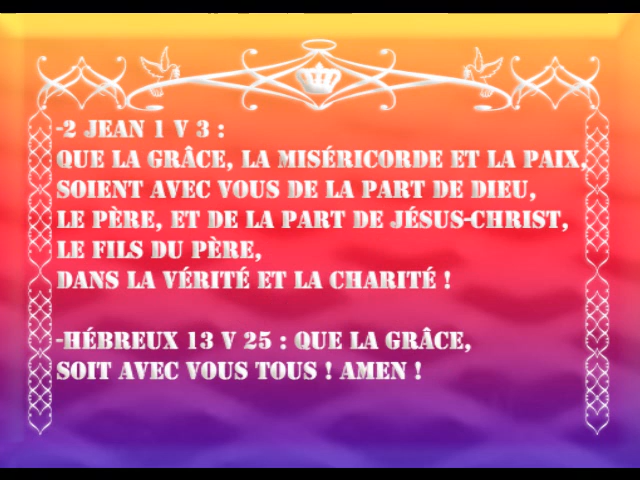 -2 JEAN 1 V 3 :
QUE LA GRÂCE, LA MISÉRICORDE ET LA PAIX,
SOIENT AVEC VOUS DE LA PART DE DIEU,
LE PÈRE, ET DE LA PART DE JÉSUS-CHRIST,
LE FILS DU PÈRE,
DANS LA VÉRITÉ ET LA CHARITÉ !
-HÉBREUX 13 V 25 : QUE LA GRÂCE,
SOIT AVEC VOUS TOUS ! AMEN !